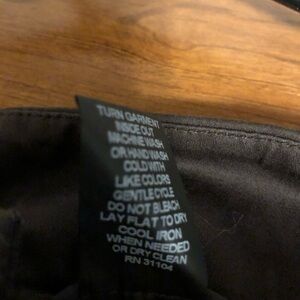 TURN GARMENT
INSIDE OUT
MACHINE WASH
OR HAND WASH
COLD WITH
LIKE COLORS
GENTLE CYCLE
DO NOT BLEACH
LAY FLAT TO DRY
COOL IRON
WHEN NEEDED
OR DRY CLEAN
RN 31104